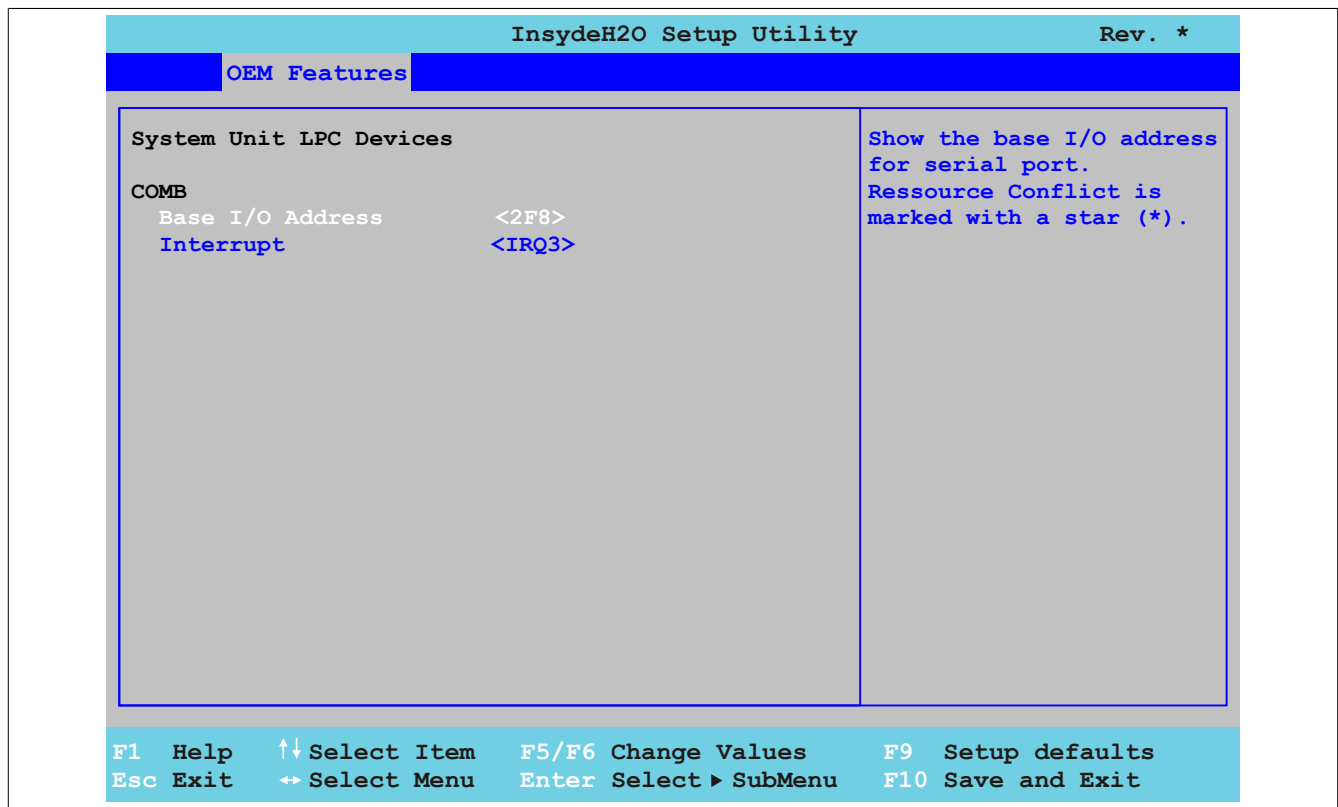 InsydeH2O Setup Utility Rev. *
OEM Features
System Unit LPC Devices
COMB
Base I/O Address <2F8>
Interrupt <IRQ3>
Show the base I/O address
for serial port.
Ressource Conflict is
marked with a star (*).
F1 Help ↑↓ Select Item F5/F6 Change Values F9 Setup defaults
Esc Exit ↔ Select Menu Enter Select ▶ SubMenu F10 Save and Exit